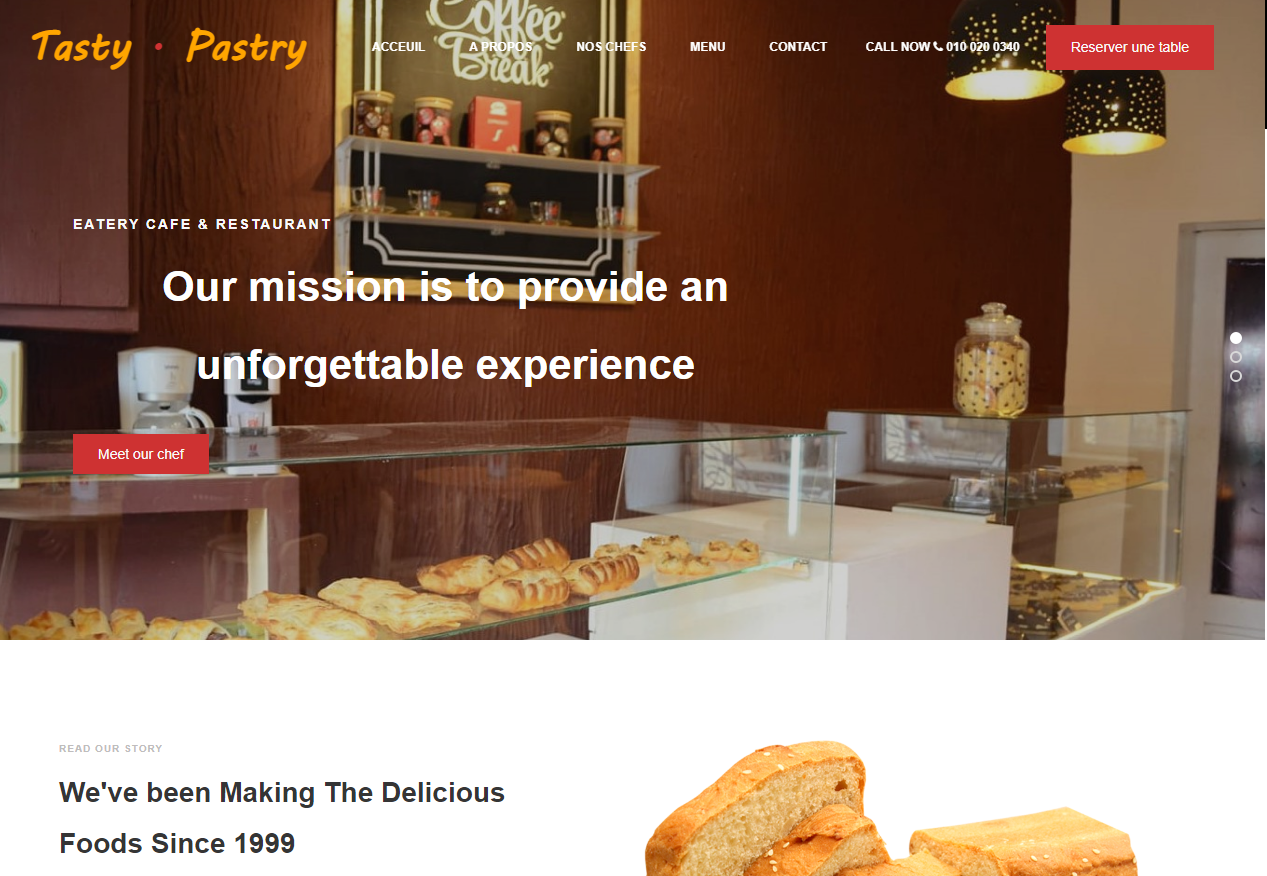 Coffee
Break
Tasty • Pastry
ACCEUIL
A PROPOS
NOS CHEFS
MENU
CONTACT
CALL NOW 010 020 0340
Reserver une table
EATERY CAFE & RESTAURANT
Our mission is to provide an
unforgettable experience
Meet our chef
READ OUR STORY
We've been Making The Delicious
Foods Since 1999